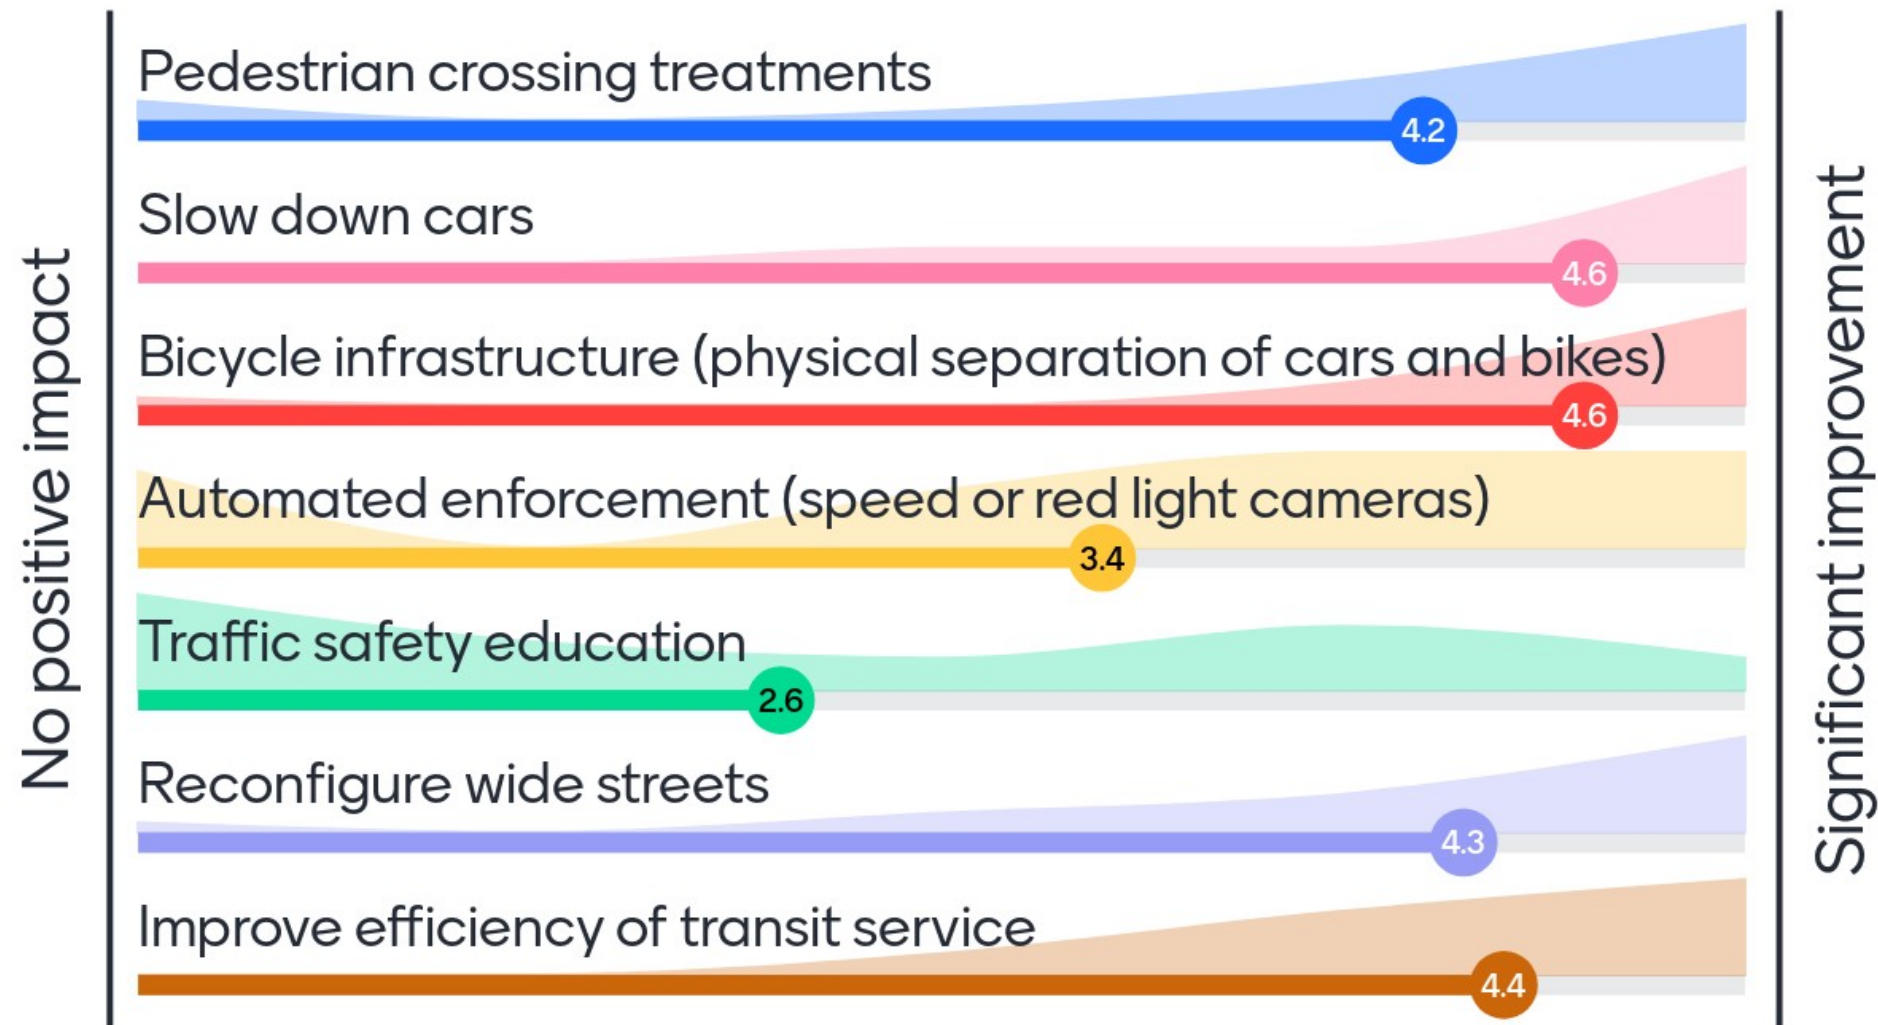 No positive impact
Pedestrian crossing treatments
4.2
Slow down cars
4.6
Bicycle infrastructure (physical separation of cars and bikes)
4.6
Automated enforcement (speed or red light cameras)
3.4
Traffic safety education
2.6
Reconfigure wide streets
4.3
Improve efficiency of transit service
4.4
Significant improvement